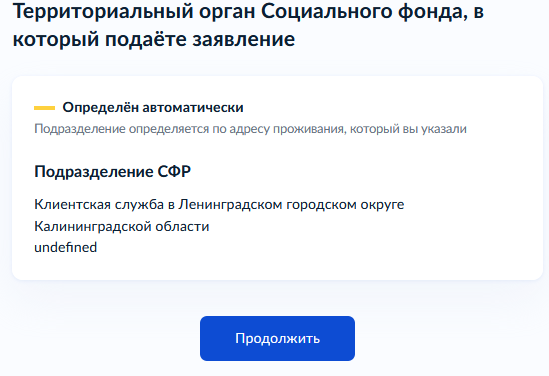 Территориальный орган Социального фонда, в
который подаёте заявление
Определён автоматически
Подразделение определяется по адресу проживания, который вы указали
Подразделение СФР
Клиентская служба в Ленинградском городском округе
Калининградской области
undefined
Продолжить